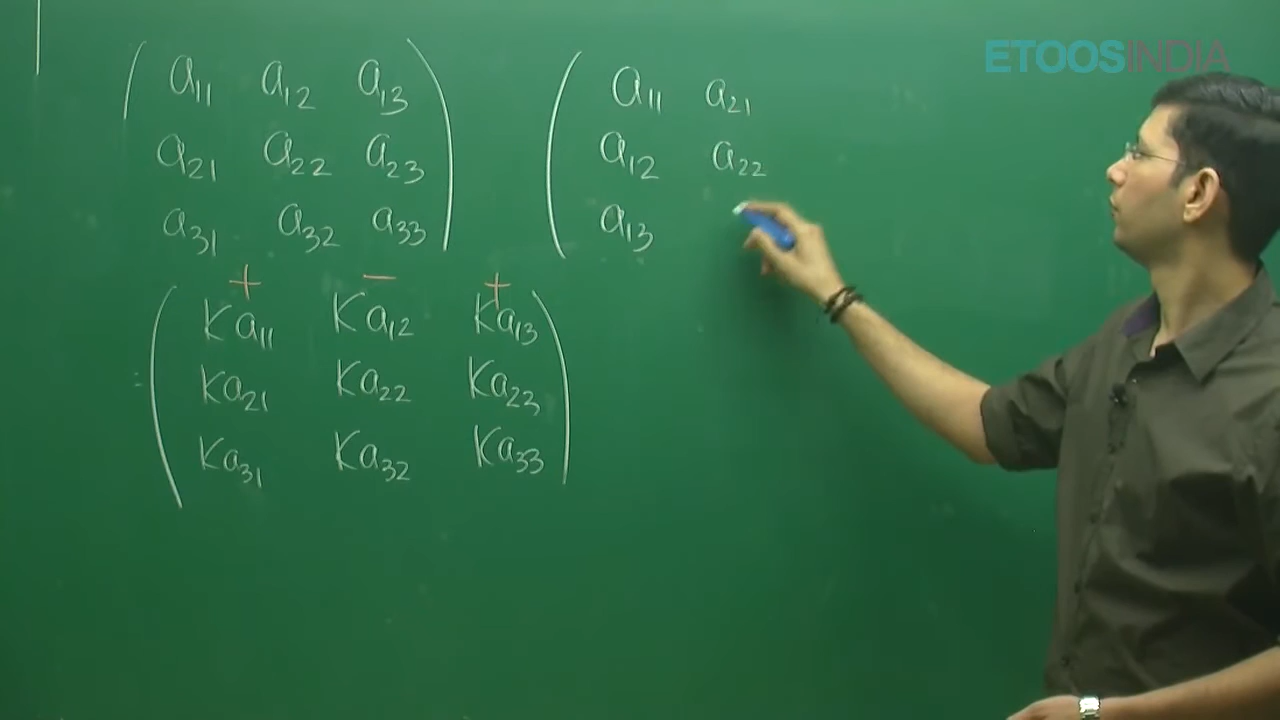 ETOOSINDIA
a₁₁ a₁₂ a₁₃
a₂₁ a₂₂ a₂₃
a₃₁ a₃₂ a₃₃
a₁₁ a₂₁
a₁₂ a₂₂
a₁₃
+ − +
= Ka₁₁ Ka₁₂ Ka₁₃
Ka₂₁ Ka₂₂ Ka₂₃
Ka₃₁ Ka₃₂ Ka₃₃